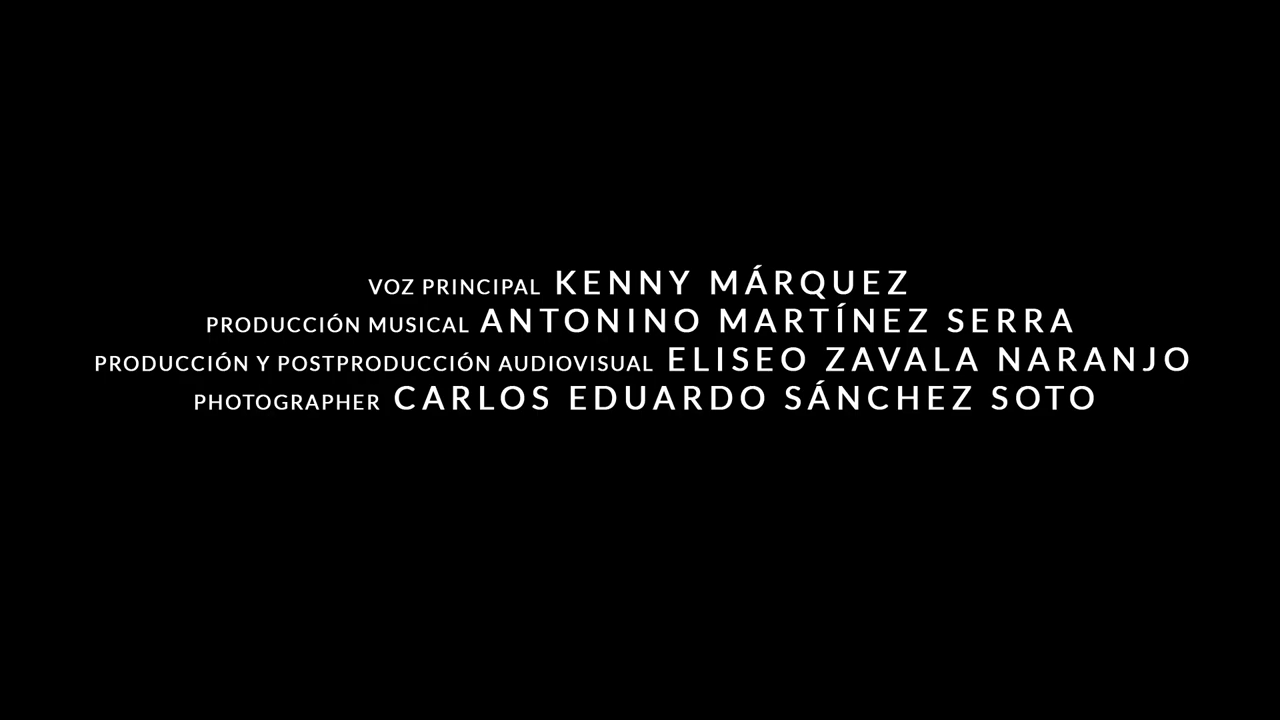 VOZ PRINCIPAL KENNY MÁRQUEZ
PRODUCCIÓN MUSICAL ANTONINO MARTÍNEZ SERRA
PRODUCCIÓN Y POSTPRODUCCIÓN AUDIOVISUAL ELISEO ZAVALA NARANJO
PHOTOGRAPHER CARLOS EDUARDO SÁNCHEZ SOTO